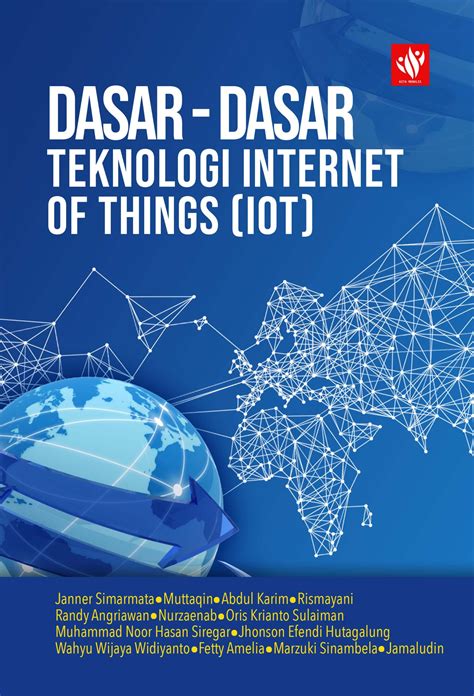 DASAR - DASAR
TEKNOLOGI INTERNET
OF THINGS (IOT)
Janner Simarmata●Muttaqin●Abdul Karim●Rismayani
Randy Angriawan●Nurzaenab●Oris Krianto Sulaiman
Muhammad Noor Hasan Siregar●Jhonson Efendi Hutagalung
Wahyu Wijaya Widiyanto●Fetty Amelia●Marzuki Sinambela●Jamaludin